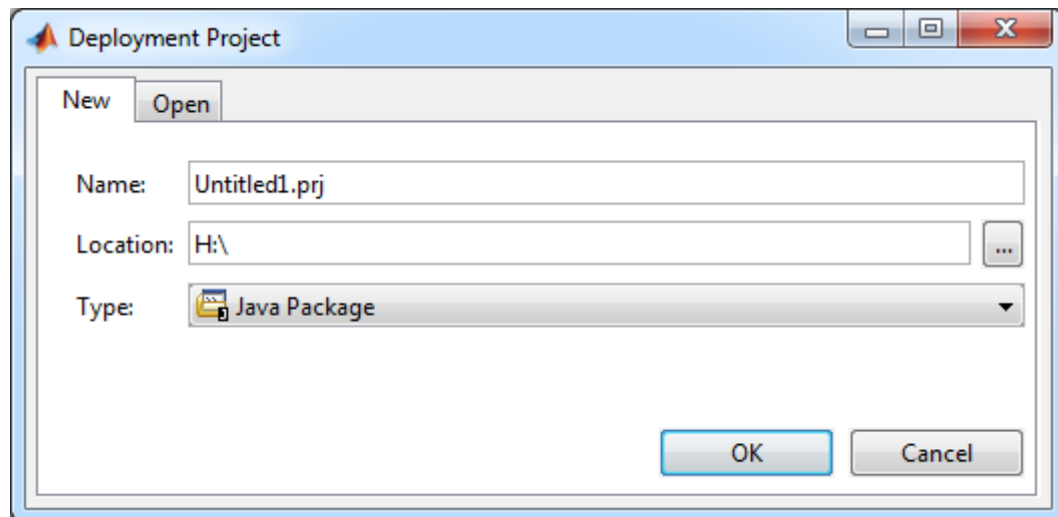 Deployment Project
New Open
Name: Untitled1.prj
Location: H:\ ...
Type: Java Package
OK Cancel